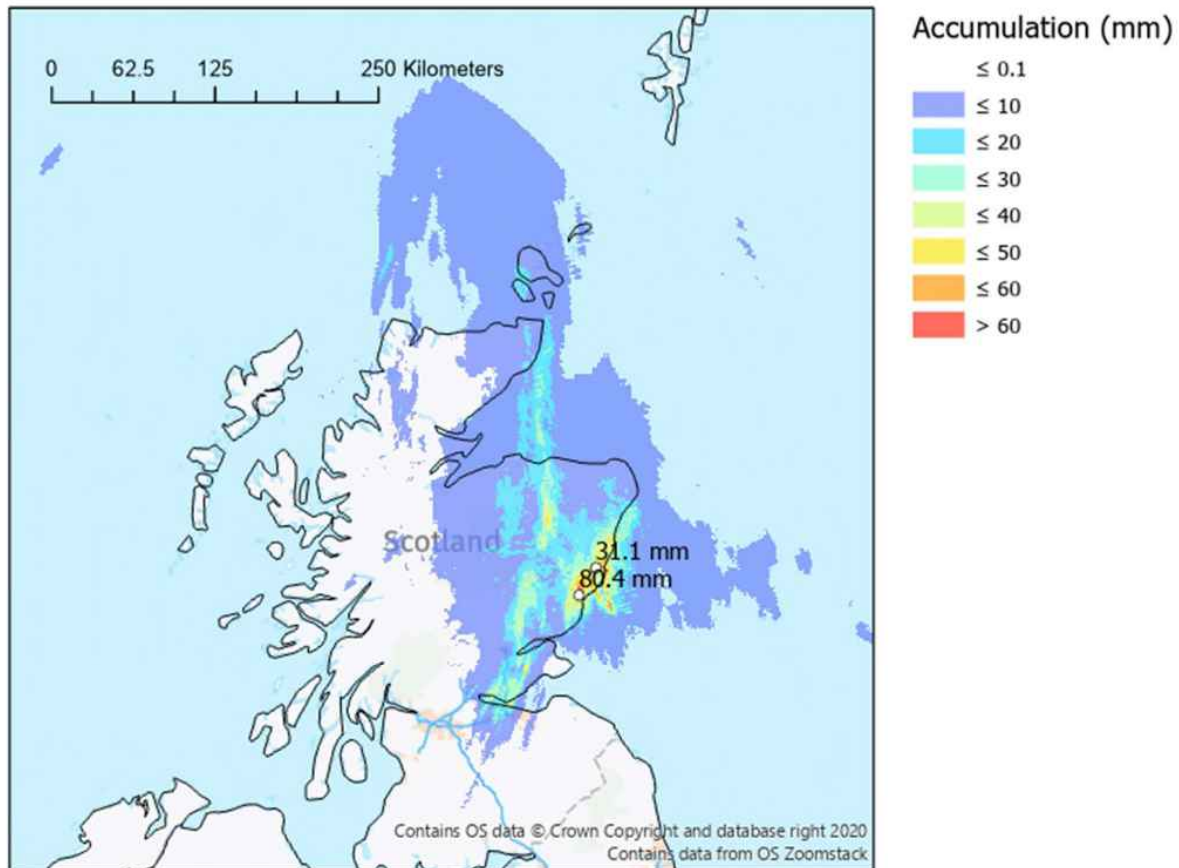 Accumulation (mm)
≤ 0.1
≤ 10
≤ 20
≤ 30
≤ 40
≤ 50
≤ 60
> 60
0 62.5 125 250 Kilometers
Scotland
31.1 mm
80.4 mm
Contains OS data © Crown Copyright and database right 2020
Contains data from OS Zoomstack